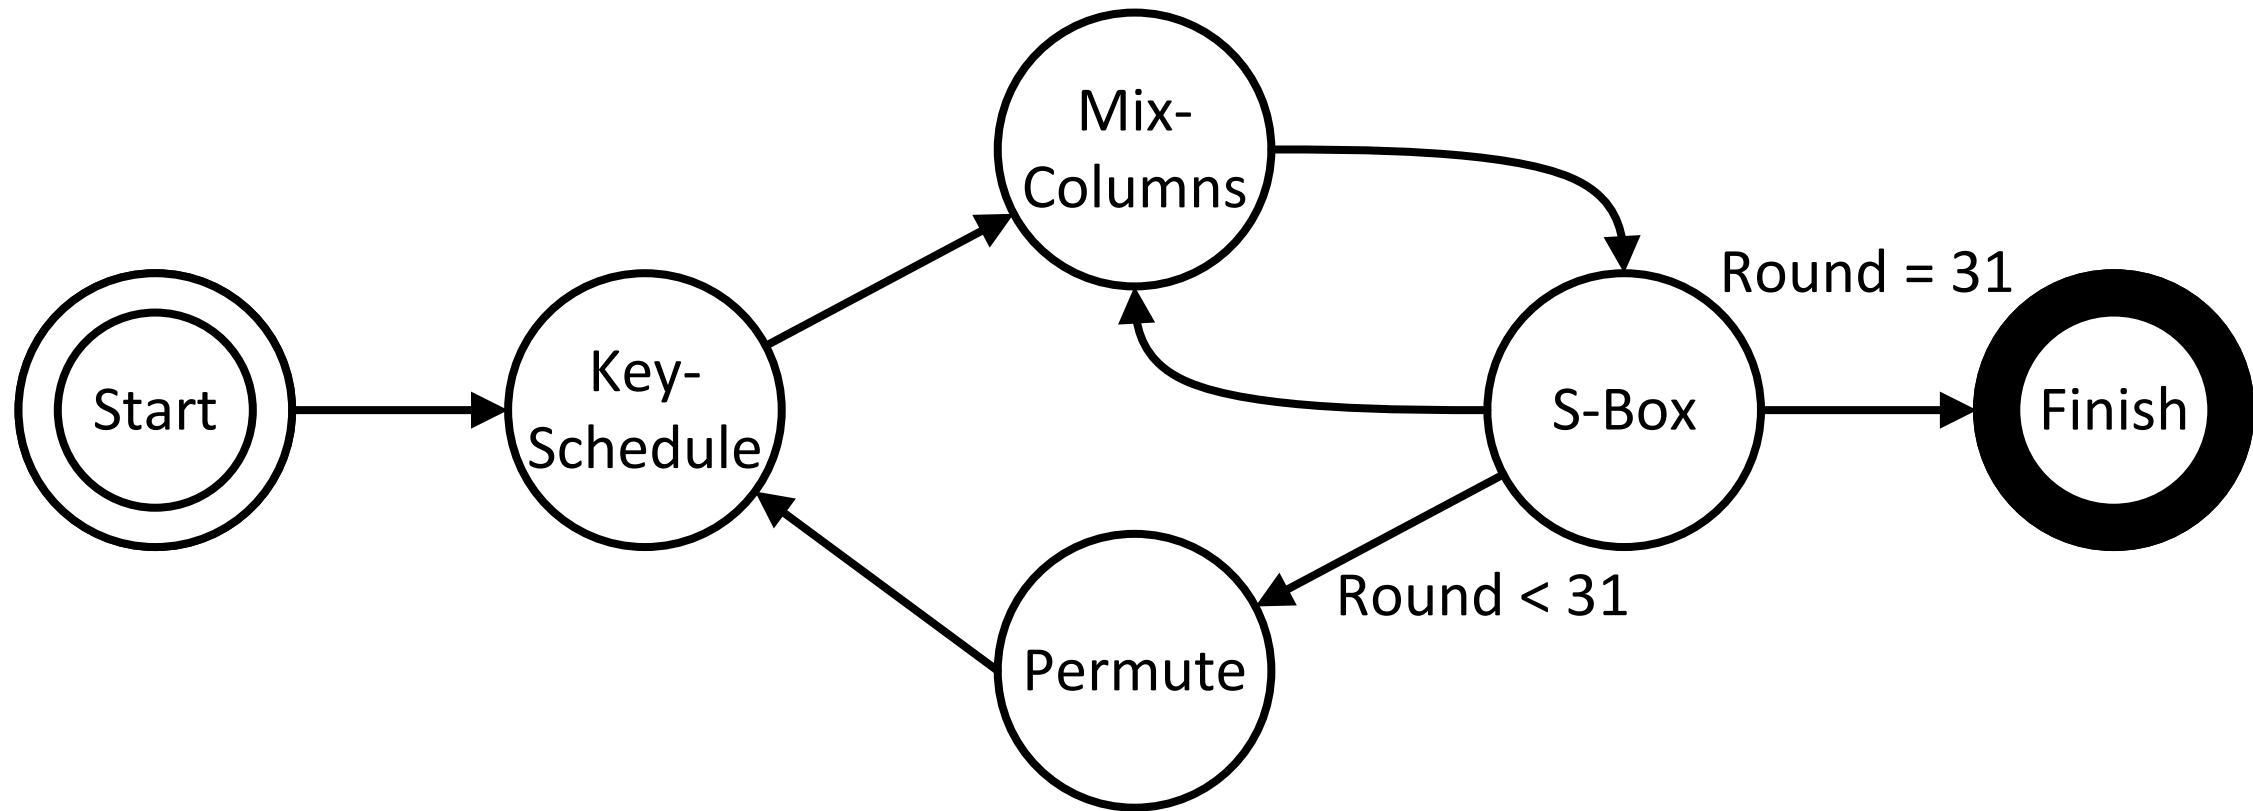 Mix-
Columns
Round = 31
Start
Key-
Schedule
S-Box
Finish
Round < 31
Permute